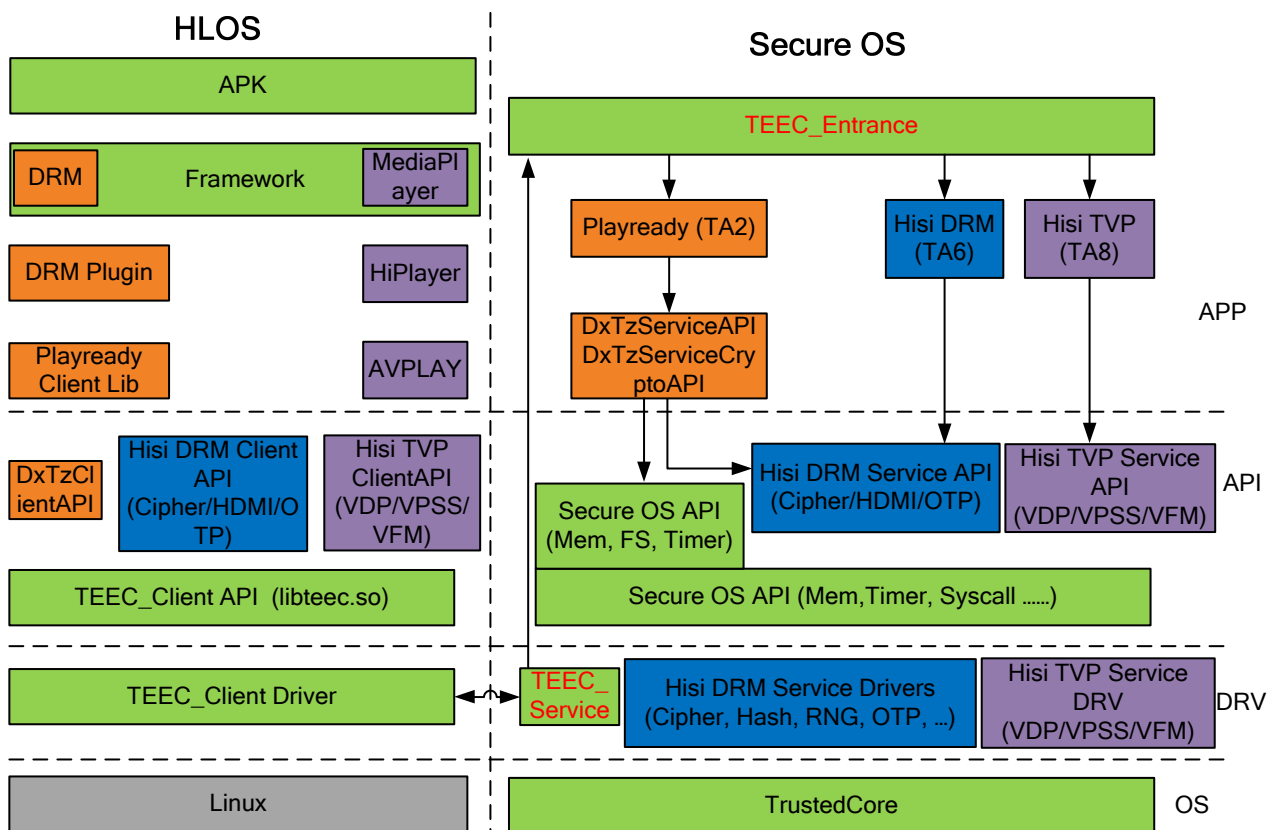 HLOS
Secure OS
APK
TEEC_Entrance
DRM
Framework
MediaPl
ayer
Playready (TA2)
Hisi DRM
(TA6)
Hisi TVP
(TA8)
DRM Plugin
HiPlayer
APP
DxTzServiceAPI
DxTzServiceCry
ptoAPI
Playready
Client Lib
AVPLAY
DxTzCl
ientAPI
Hisi DRM Client
API
(Cipher/HDMI/O
TP)
Hisi TVP
ClientAPI
(VDP/VPSS/
VFM)
Secure OS API
(Mem, FS, Timer)
Hisi DRM Service API
(Cipher/HDMI/OTP)
Hisi TVP Service
API
(VDP/VPSS/VFM)
API
TEEC_Client API  (libteec.so)
Secure OS API (Mem,Timer, Syscall ......)
TEEC_Client Driver
TEEC_
Service
Hisi DRM Service Drivers
(Cipher, Hash, RNG, OTP, ...)
Hisi TVP Service
DRV
(VDP/VPSS/VFM)
DRV
Linux
TrustedCore
OS